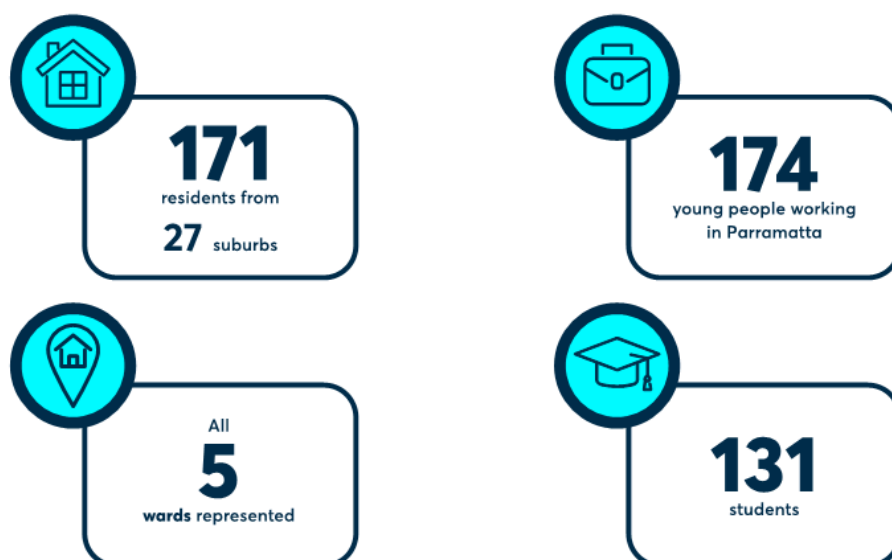 171
residents from
27 suburbs
174
young people working
in Parramatta
All
5
wards represented
131
students